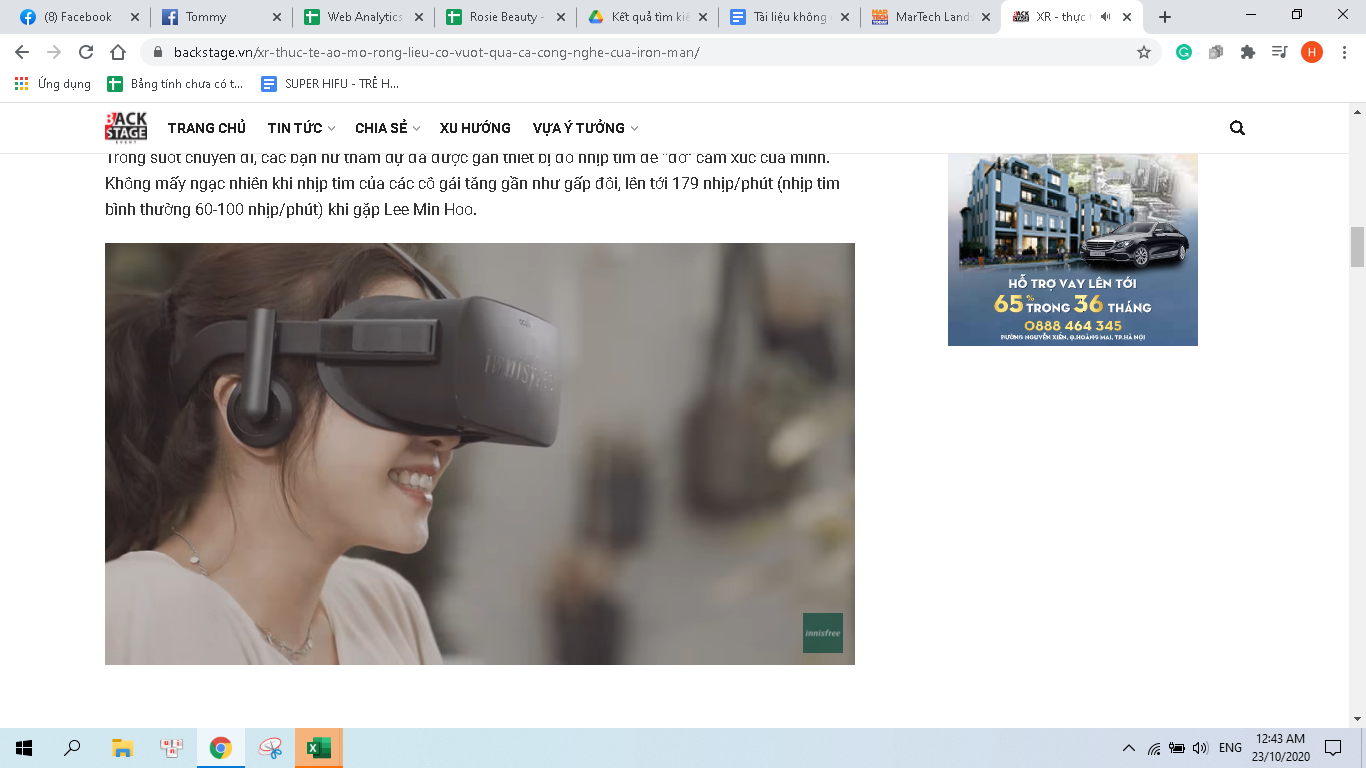 (8) Facebook
Tommy
Web Analytics
Rosie Beauty -
Kết quả tìm kiế
Tài liệu không
MarTech Land
XR - thực t
backstage.vn/xr-thuc-te-ao-mo-rong-lieu-co-vuot-qua-ca-cong-nghe-cua-iron-man/
H
Ứng dụng
Bảng tính chưa có t...
SUPER HIFU - TRẺ H...
BACK
STAGE
EVENT
TRANG CHỦ
TIN TỨC
CHIA SẺ
XU HƯỚNG
VỰA Ý TƯỞNG
Trong suốt chuyến đi, các bạn nữ tham dự đã được gắn thiết bị đo nhịp tim để "đo" cảm xúc của mình.
Không mấy ngạc nhiên khi nhịp tim của các cô gái tăng gần như gấp đôi, lên tới 179 nhịp/phút (nhịp tim
bình thường 60-100 nhịp/phút) khi gặp Lee Min Hoo.
INNISFREE
innisfree
HỖ TRỢ VAY LÊN TỚI
65% TRONG 36 THÁNG
0888 464 345
PHƯỜNG NGUYỄN XIỂN, Q.HOÀNG MAI, TP.HÀ NỘI
ENG
12:43 AM
23/10/2020